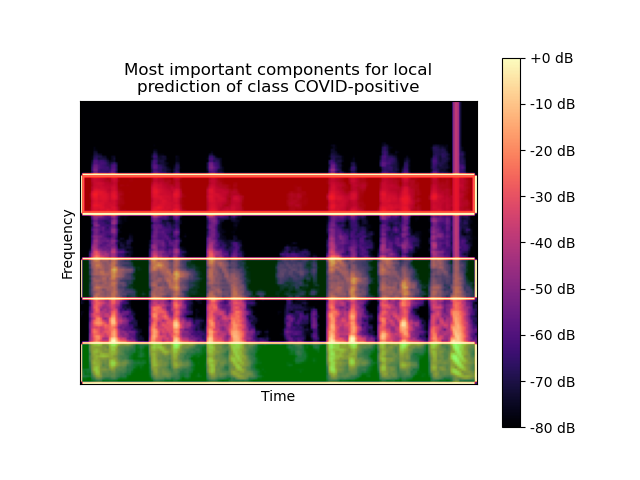 Most important components for local
prediction of class COVID-positive
Frequency
Time
+0 dB
-10 dB
-20 dB
-30 dB
-40 dB
-50 dB
-60 dB
-70 dB
-80 dB